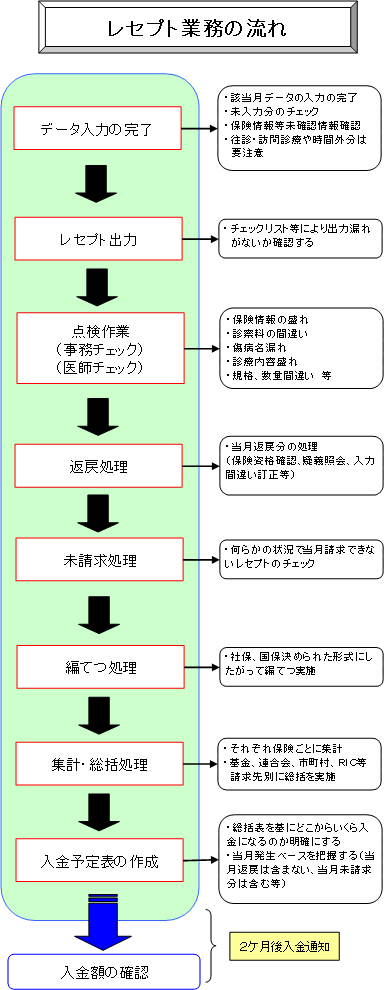 レセプト業務の流れ
データ入力の完了
・該当月データの入力の完了
・未入力分のチェック
・保険情報等未確認情報確認
・往診・訪問診療や時間外分は
要注意
レセプト出力
・チェックリスト等により出力漏れ
がないか確認する
点検作業
(事務チェック)
(医師チェック)
・保険情報の盛れ
・診察料の間違い
・傷病名漏れ
・診療内容盛れ
・規格、数量間違い 等
返戻処理
・当月返戻分の処理
(保険資格確認、疑義照会、入力
間違い訂正等)
未請求処理
・何らかの状況で当月請求できな
いレセプトのチェック
編てつ処理
・社保、国保決められた形式にし
たがって編てつ実施
集計・総括処理
・それぞれ保険ごとに集計
・基金、連合会、市町村、RIC等
請求先別に総括を実施
入金予定表の作成
・総括表を基にどこからいくら入
金になるのか明確にする
・当月発生ベースを把握する(当
月返戻は含まない、当月未請求
分は含む等)
2ケ月後入金通知
入金額の確認